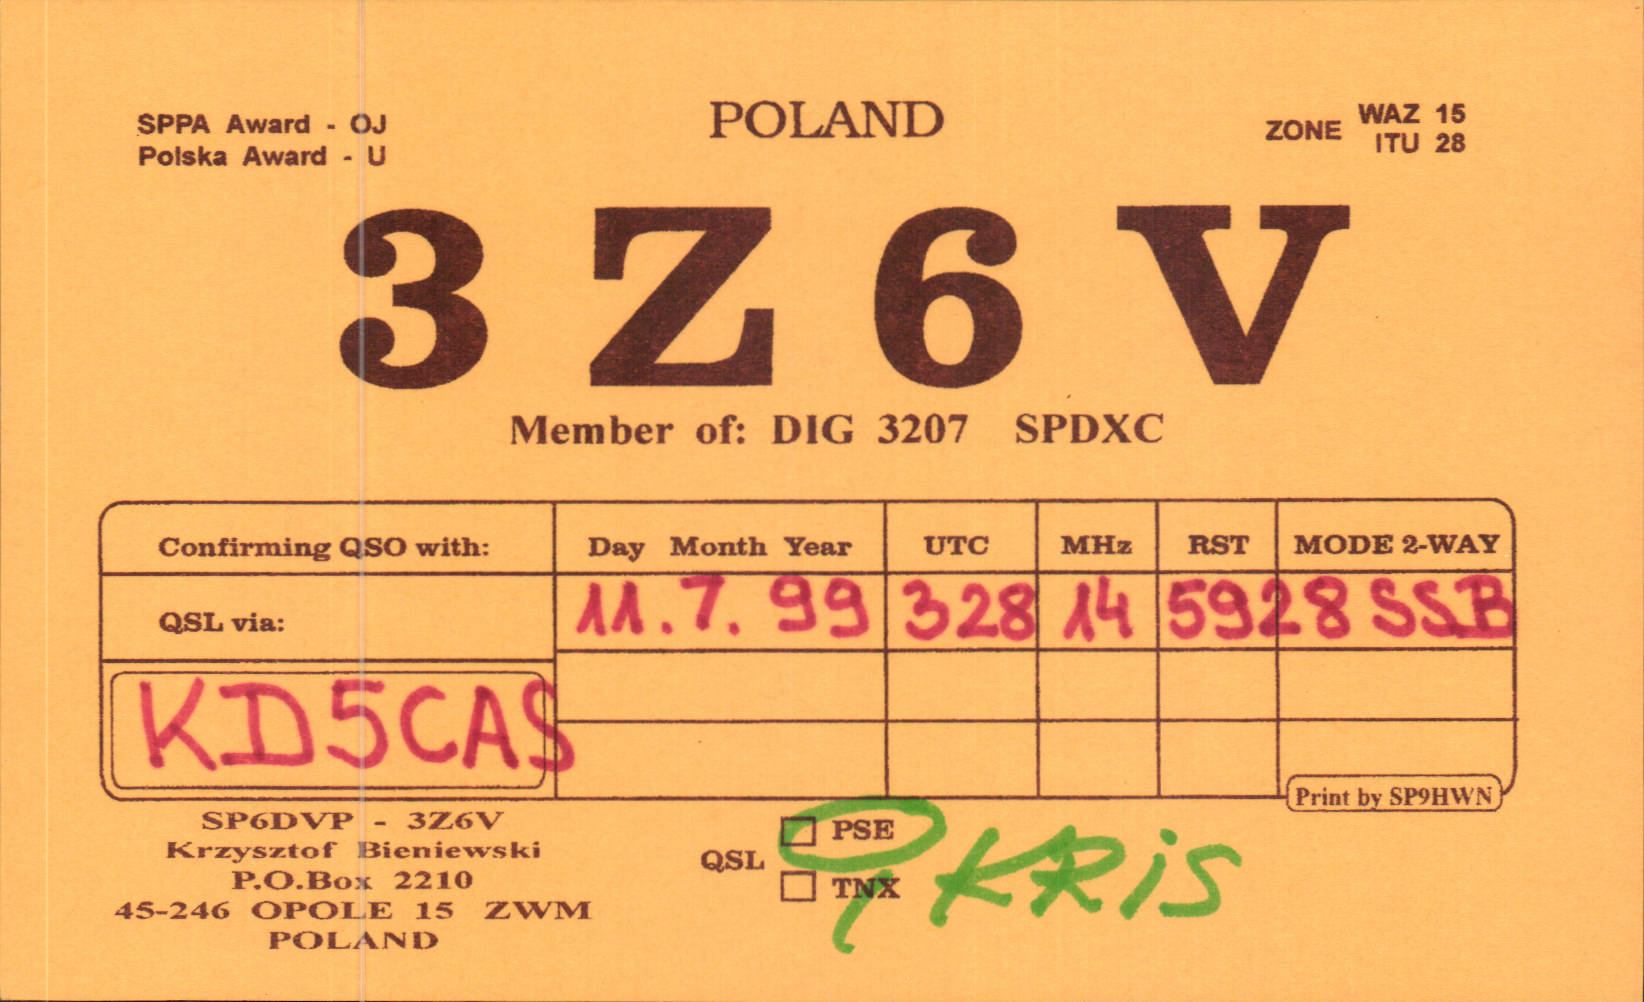 SPPA Award - OJ
Polska Award - U
POLAND
ZONE WAZ 15
ITU 28
3Z6V
Member of: DIG 3207 SPDXC
Confirming QSO with:
Day Month Year UTC MHz RST MODE 2-WAY
QSL via:
11.7.99 328 14 5928 SSB
KD5CAS
Print by SP9HWN
SP6DVP - 3Z6V
Krzysztof Bieniewski
P.O.Box 2210
45-246 OPOLE 15 ZWM
POLAND
QSL
PSE
TNX
KRiS